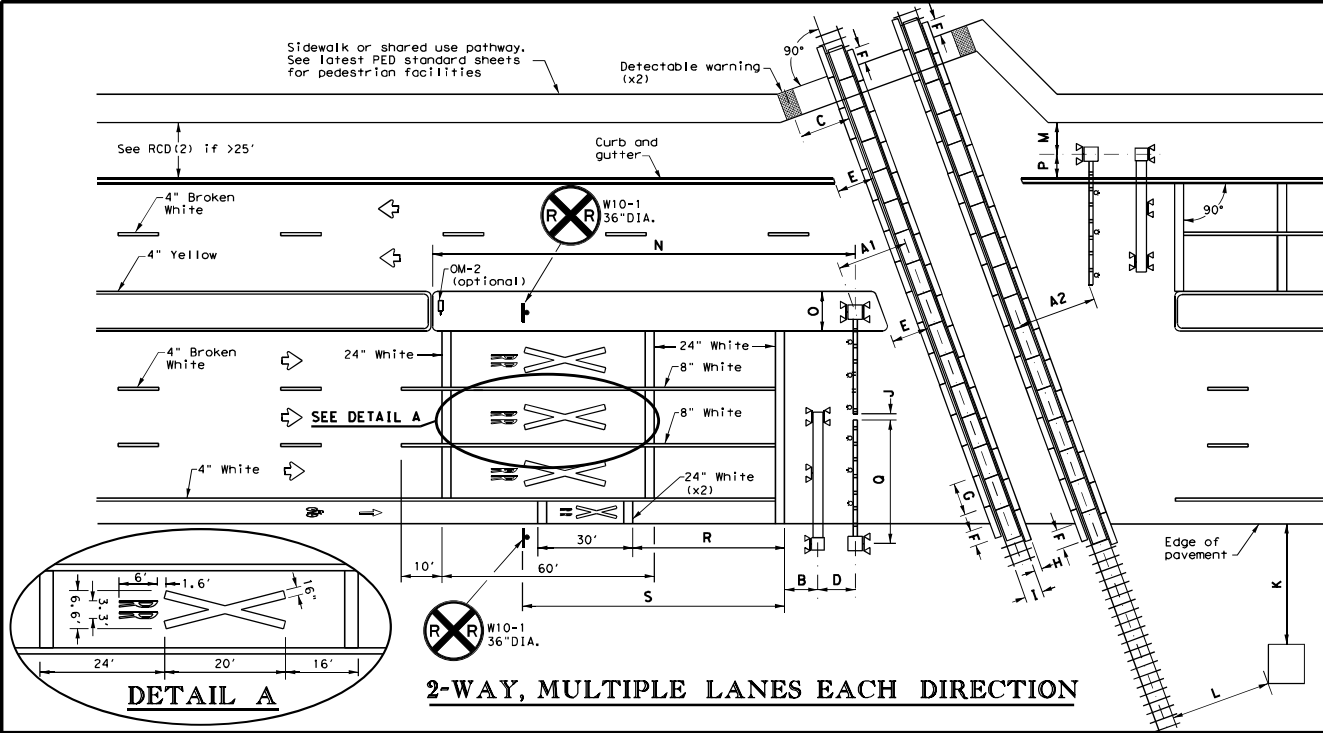 Sidewalk or shared use pathway.
See latest PED standard sheets
for pedestrian facilities
Detectable warning
(x2)
90°
F
F
C
See RCD(2) if >25'
Curb and
gutter
M
P
E
4" Broken
White
R R
W10-1
36"DIA.
90°
N
A1
4" Yellow
OM-2
(optional)
A2
O
E
4" Broken
White
24" White
24" White
8" White
J
SEE DETAIL A
8" White
4" White
24" White
(x2)
Q
G
F
F
H
I
Edge of
pavement
30'
R
10'
60'
B
D
S
K
R R
W10-1
36"DIA.
L
6'
1.6'
16"
6.6'
3.3'
24'
20'
16'
DETAIL A
2-WAY, MULTIPLE LANES EACH DIRECTION